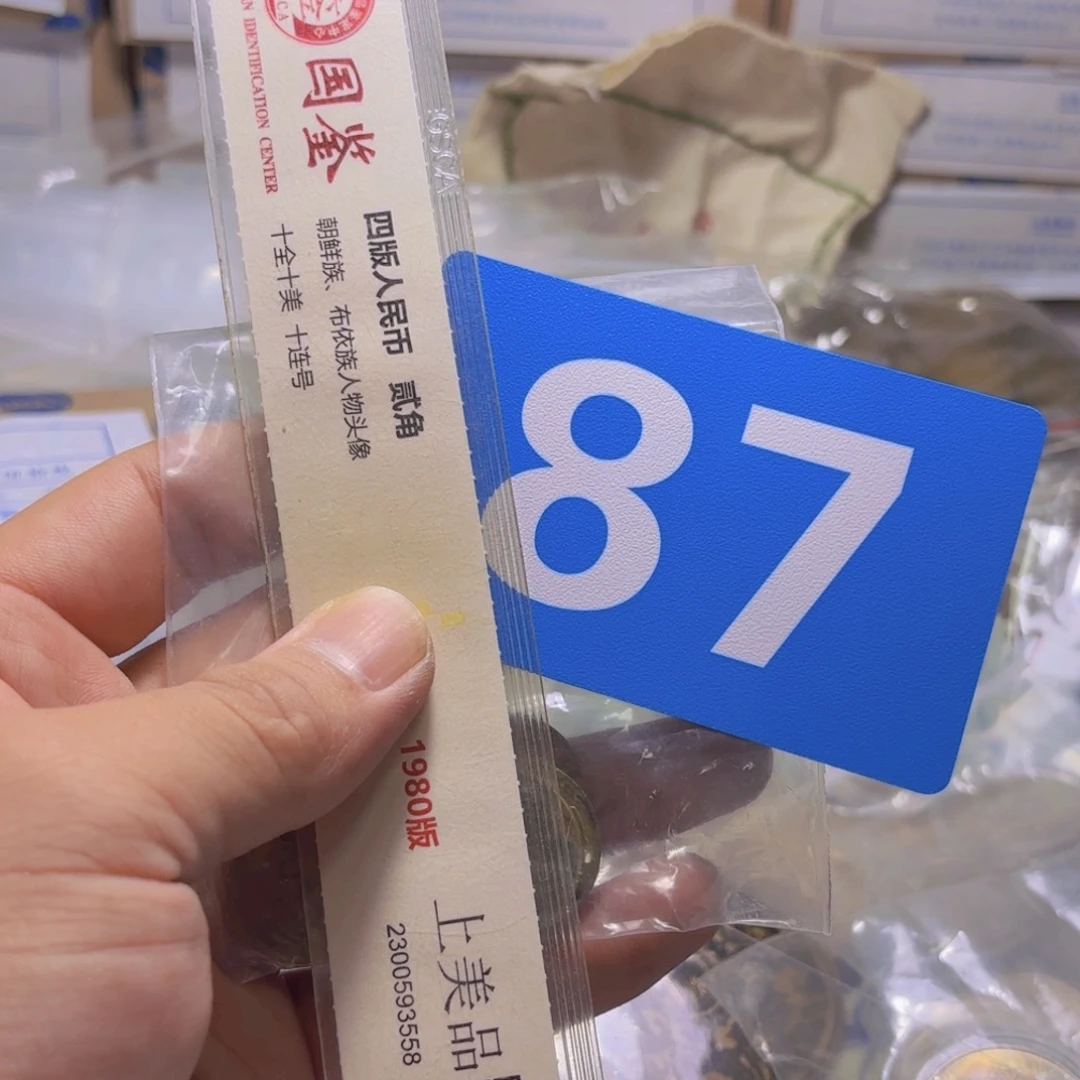 国鉴
N IDENTIFICATION CENTER
四版人民币 贰角
朝鲜族、布依族人物头像
十全十美 十连号
87
1980版
上美品
2300593558